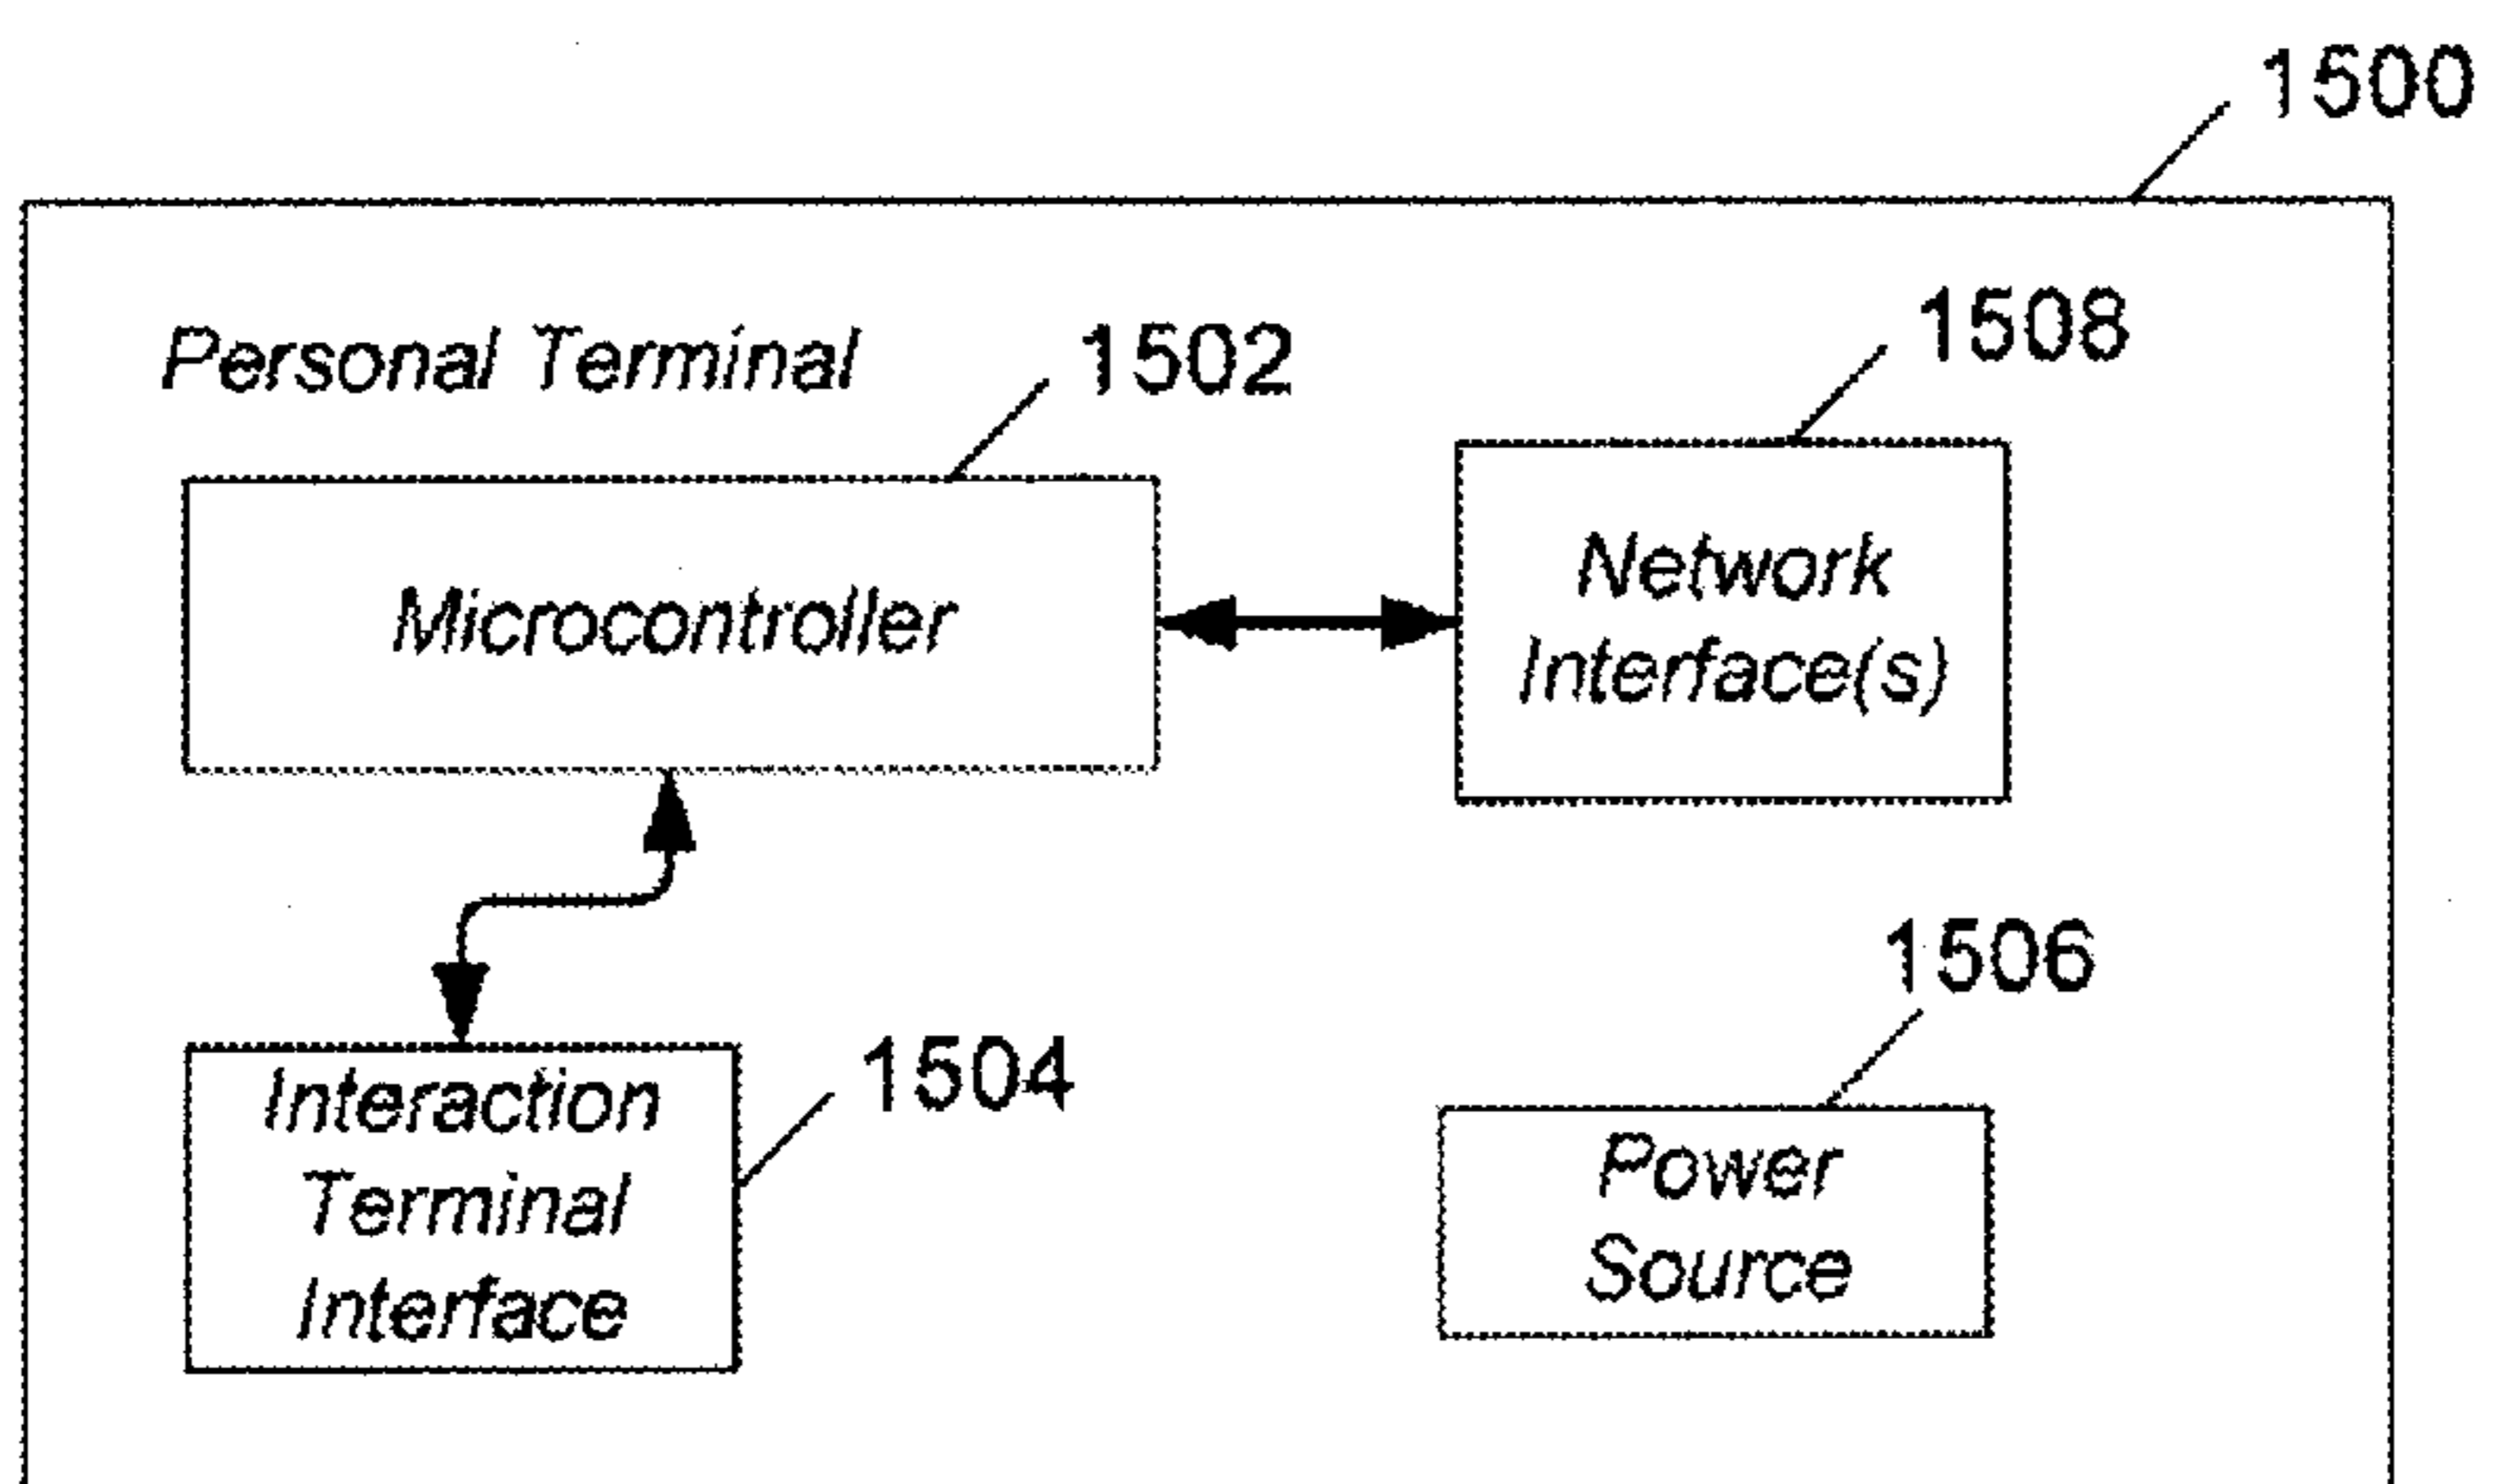 1500
1508
Personal Terminal
1502
Network
Interface(s)
Microcontroller
1506
1504
Interaction
Terminal
Interface
Power
Source